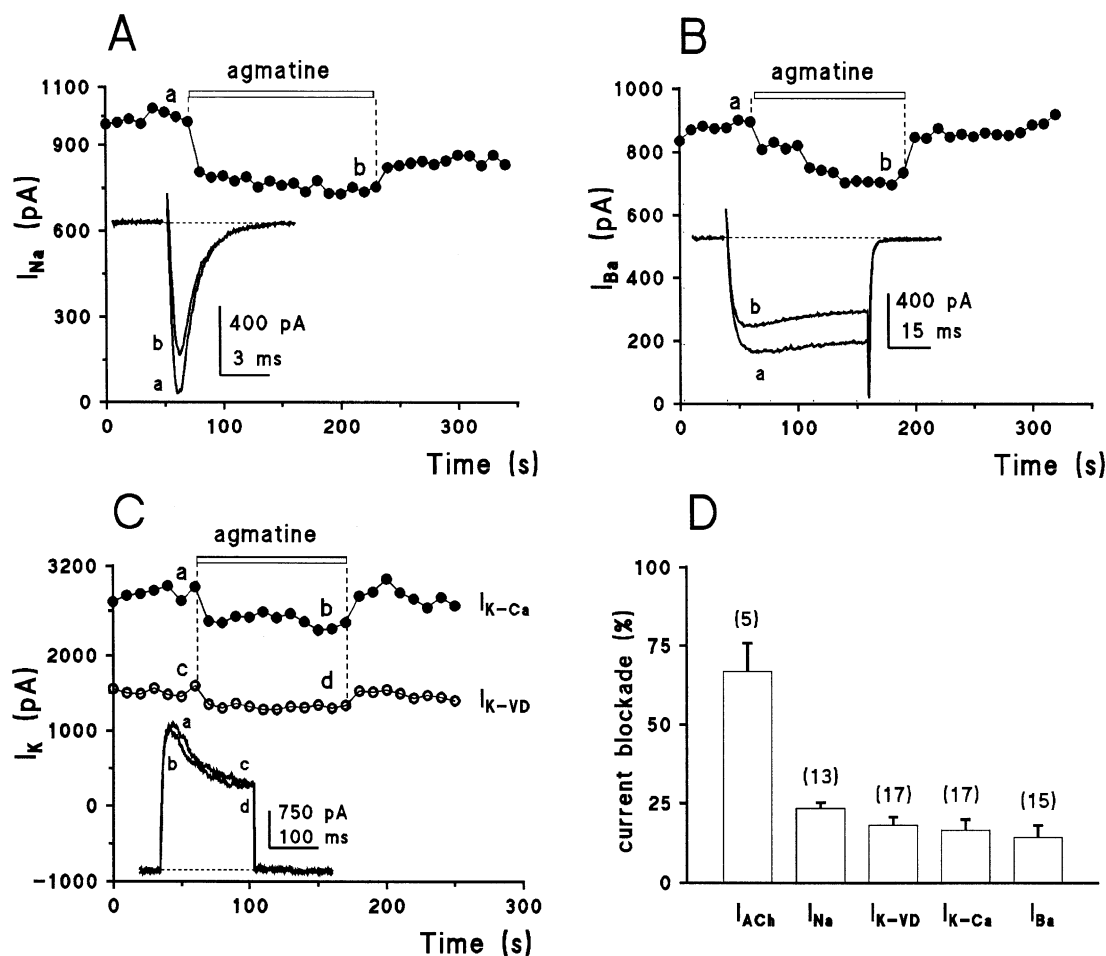 A
agmatine
1100
900
600
300
0
I_Na (pA)
a
b
b
a
400 pA
3 ms
0 100 200 300
Time (s)
B
agmatine
1000
800
600
400
200
0
I_Ba (pA)
a
b
b
a
400 pA
15 ms
0 100 200 300
Time (s)
C
agmatine
3200
2000
1000
0
−1000
I_K (pA)
a
b
I_K−Ca
c
d
I_K−VD
a
b
c
d
750 pA
100 ms
0 100 200 300
Time (s)
D
100
75
50
25
0
current blockade (%)
(5)
(13)
(17)
(17)
(15)
I_ACh I_Na I_K−VD I_K−Ca I_Ba